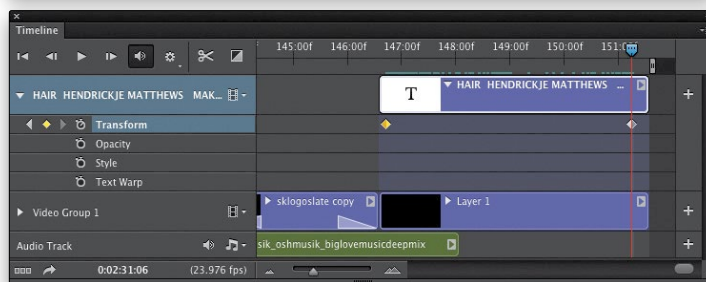 Timeline
145:00f 146:00f 147:00f 148:00f 149:00f 150:00f 151:0
HAIR HENDRICKJE MATTHEWS MAK... T HAIR HENDRICKJE MATTHEWS ...
Transform
Opacity
Style
Text Warp
Video Group 1 sklogoslate copy Layer 1
Audio Track sik_oshmusik_biglovemusicdeepmix
0:02:31:06 (23.976 fps)